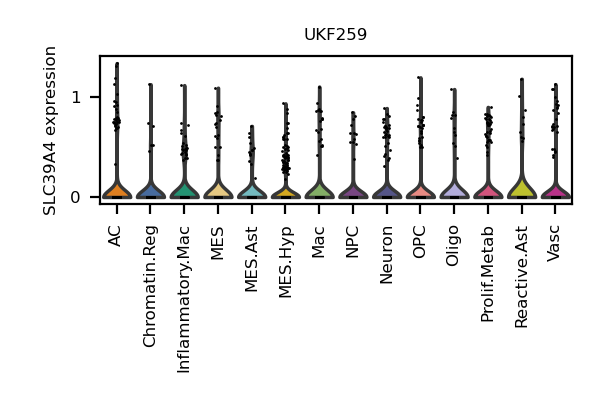 UKF259
SLC39A4 expression
1
0
AC
Chromatin.Reg
Inflammatory.Mac
MES
MES.Ast
MES.Hyp
Mac
NPC
Neuron
OPC
Oligo
Prolif.Metab
Reactive.Ast
Vasc